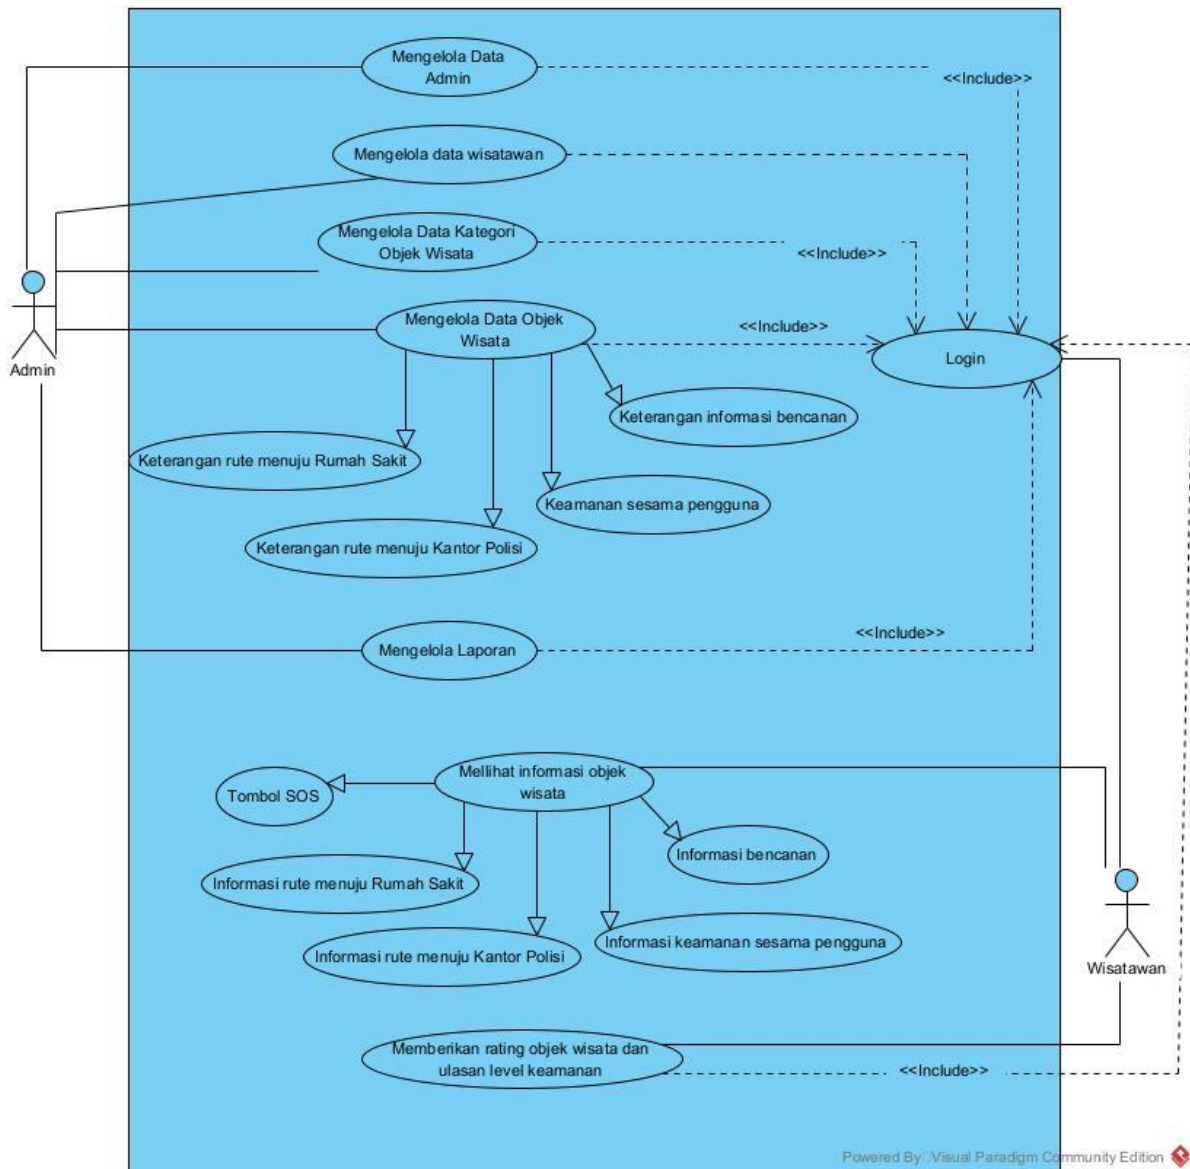 Mengelola Data
Admin
<<Include>>
Mengelola data wisatawan
Mengelola Data Kategori
Objek Wisata
<<Include>>
Mengelola Data Objek
Wisata
<<Include>>
Login
Admin
Keterangan informasi bencanan
Keterangan rute menuju Rumah Sakit
Keamanan sesama pengguna
Keterangan rute menuju Kantor Polisi
<<Include>>
Mengelola Laporan
Mellihat informasi objek
wisata
Tombol SOS
Informasi bencanan
Informasi rute menuju Rumah Sakit
Informasi keamanan sesama pengguna
Informasi rute menuju Kantor Polisi
Wisatawan
Memberikan rating objek wisata dan
ulasan level keamanan
<<Include>>
Powered By Visual Paradigm Community Edition